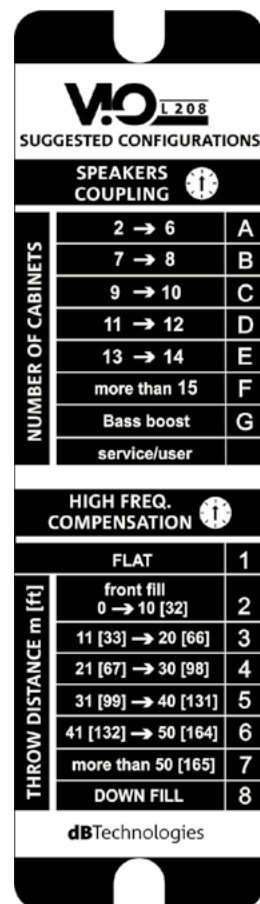 VIO L 208
SUGGESTED CONFIGURATIONS
SPEAKERS
COUPLING
NUMBER OF CABINETS
2 → 6 A
7 → 8 B
9 → 10 C
11 → 12 D
13 → 14 E
more than 15 F
Bass boost G
service/user
HIGH FREQ.
COMPENSATION
FLAT 1
THROW DISTANCE m [ft]
front fill
0 → 10 [32] 2
11 [33] → 20 [66] 3
21 [67] → 30 [98] 4
31 [99] → 40 [131] 5
41 [132] → 50 [164] 6
more than 50 [165] 7
DOWN FILL 8
dBTechnologies